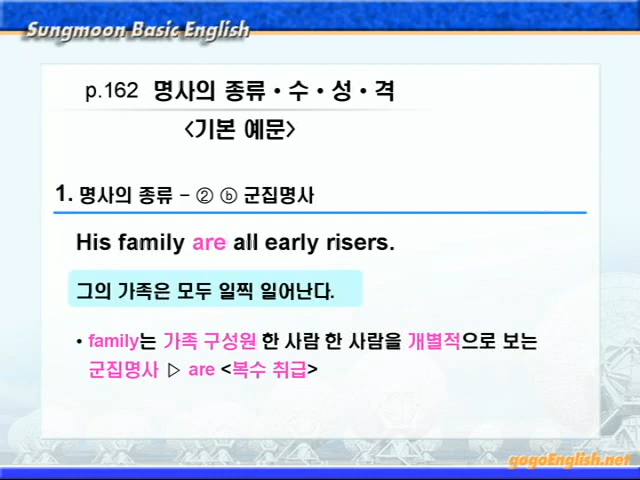 Sungmoon Basic English
p.162 명사의 종류・수・성・격
<기본 예문>
1. 명사의 종류 - ② ⓑ 군집명사
His family are all early risers.
그의 가족은 모두 일찍 일어난다.
• family는 가족 구성원 한 사람 한 사람을 개별적으로 보는
군집명사 ▷ are <복수 취급>
gogoEnglish.net